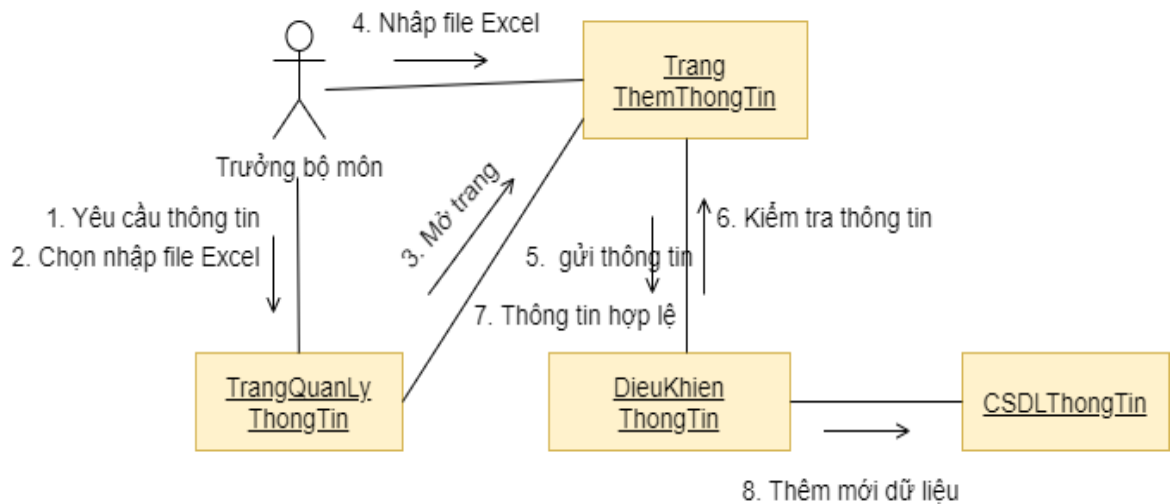 4. Nhâp file Excel
Trang
ThemThongTin
Trưởng bộ môn
1. Yêu cầu thông tin
2. Chọn nhập file Excel
3. Mở trang
5. gửi thông tin
6. Kiểm tra thông tin
7. Thông tin hợp lệ
TrangQuanLy
ThongTin
DieuKhien
ThongTin
CSDLThongTin
8. Thêm mới dữ liệu